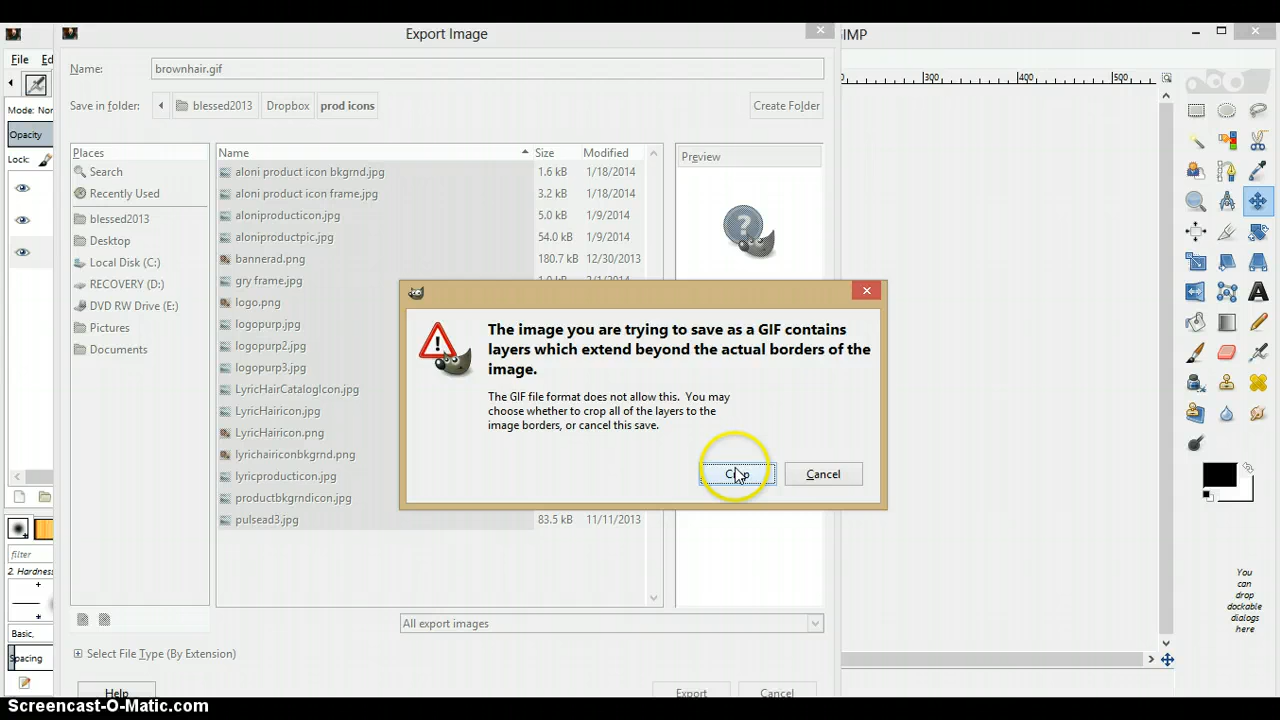 Export Image
GIMP
File Ed
Name: brownhair.gif
Save in folder: blessed2013 Dropbox prod icons Create Folder
300 400 500
Mode: Nor
Opacity
Lock:
Places
Search
Recently Used
blessed2013
Desktop
Local Disk (C:)
RECOVERY (D:)
DVD RW Drive (E:)
Pictures
Documents
Name Size Modified
aloni product icon bkgrnd.jpg 1.6 kB 1/18/2014
aloni product icon frame.jpg 3.2 kB 1/18/2014
aloniproducticon.jpg 5.0 kB 1/9/2014
aloniproductpic.jpg 54.0 kB 1/9/2014
bannerad.png 180.7 kB 12/30/2013
gry frame.jpg
logo.png
logopurp.jpg
logopurp2.jpg
logopurp3.jpg
LyricHairCatalogIcon.jpg
LyricHairicon.jpg
LyricHairicon.png
lyrichairiconbkgrnd.png
lyricproducticon.jpg
productbkgrndicon.jpg
pulsead3.jpg 83.5 kB 11/11/2013
Preview
The image you are trying to save as a GIF contains
layers which extend beyond the actual borders of the
image.
The GIF file format does not allow this. You may
choose whether to crop all of the layers to the
image borders, or cancel this save.
Cancel
All export images
Select File Type (By Extension)
Help Export Cancel
filter
2. Hardness
Basic,
Spacing
You
can
drop
dockable
dialogs
here
Screencast-O-Matic.com